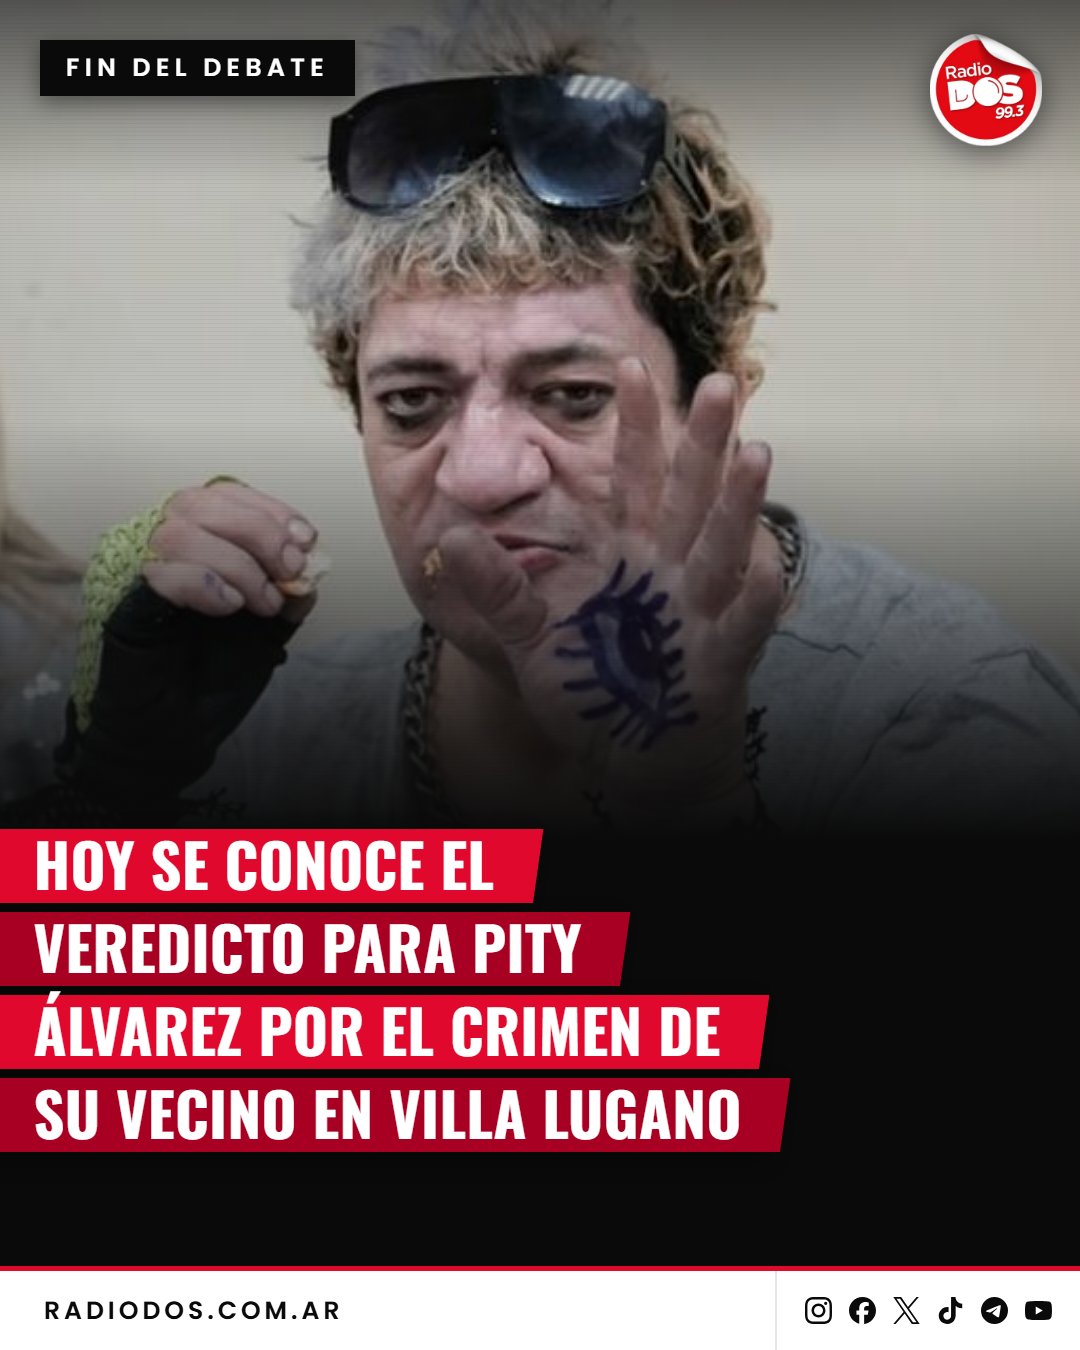 FIN DEL DEBATE
Radio
DOS
99.3
HOY SE CONOCE EL
VEREDICTO PARA PITY
ÁLVAREZ POR EL CRIMEN DE
SU VECINO EN VILLA LUGANO
RADIODOS.COM.AR